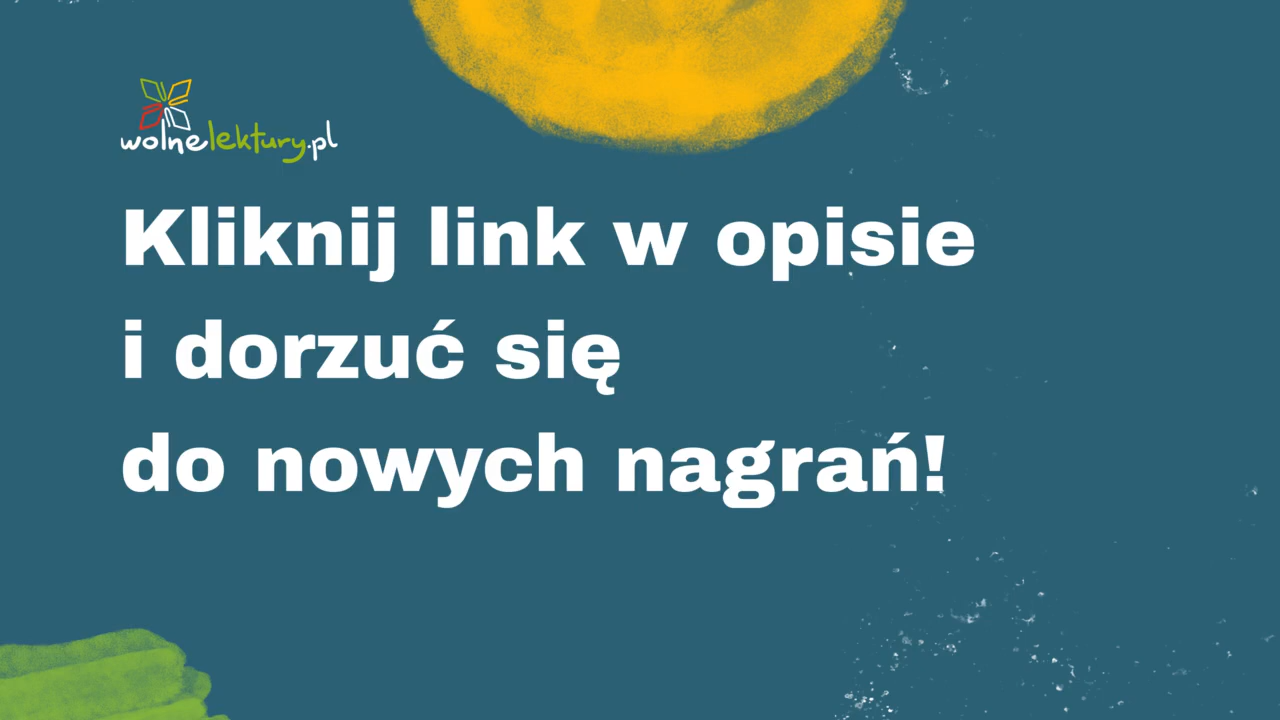 wolnelektury.pl
Kliknij link w opisie
i dorzuć się
do nowych nagrań!